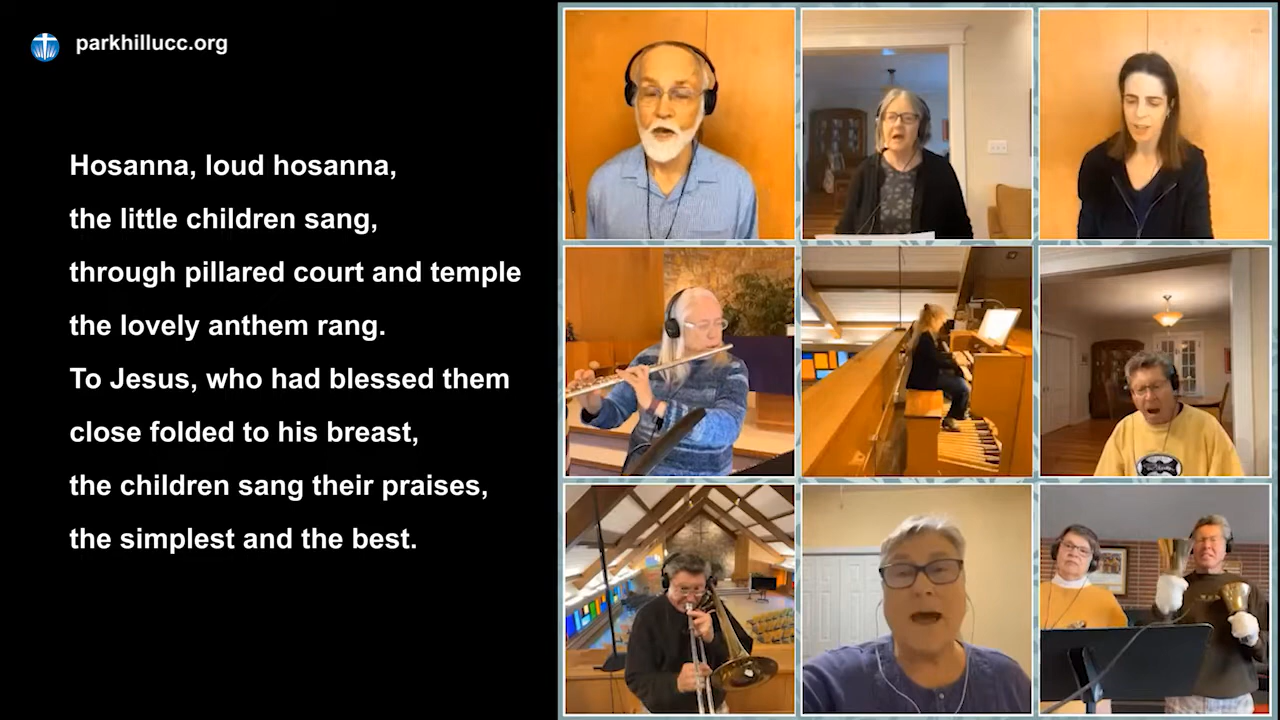 parkhillucc.org
Hosanna, loud hosanna,
the little children sang,
through pillared court and temple
the lovely anthem rang.
To Jesus, who had blessed them
close folded to his breast,
the children sang their praises,
the simplest and the best.